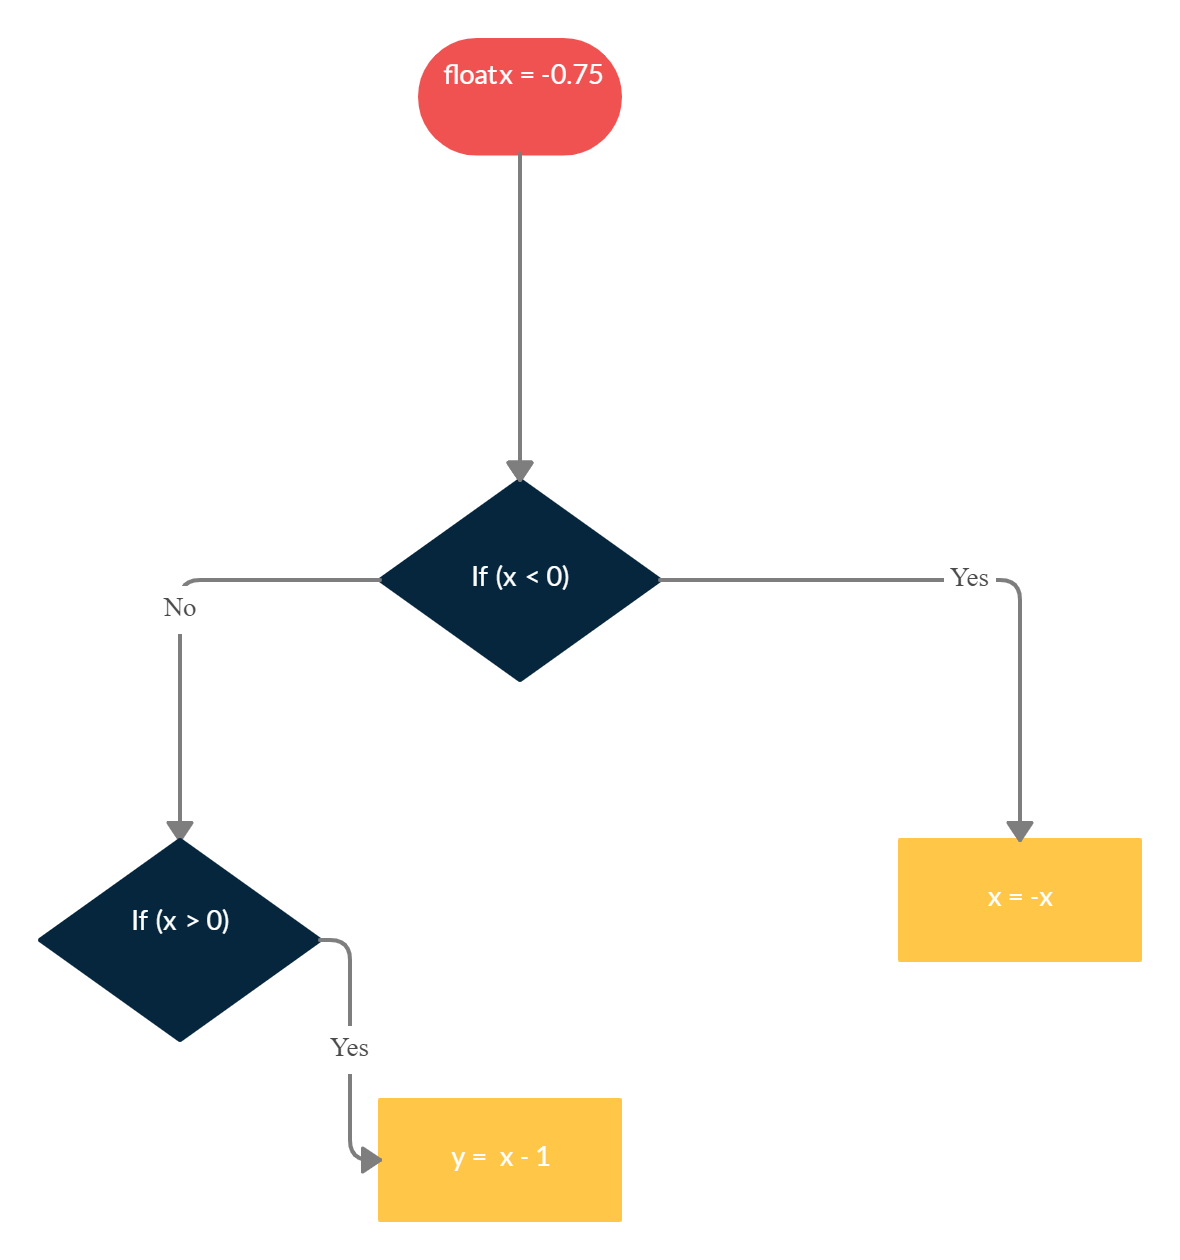 floatx = -0.75
If (x < 0)
Yes
No
If (x > 0)
x = -x
Yes
y = x - 1